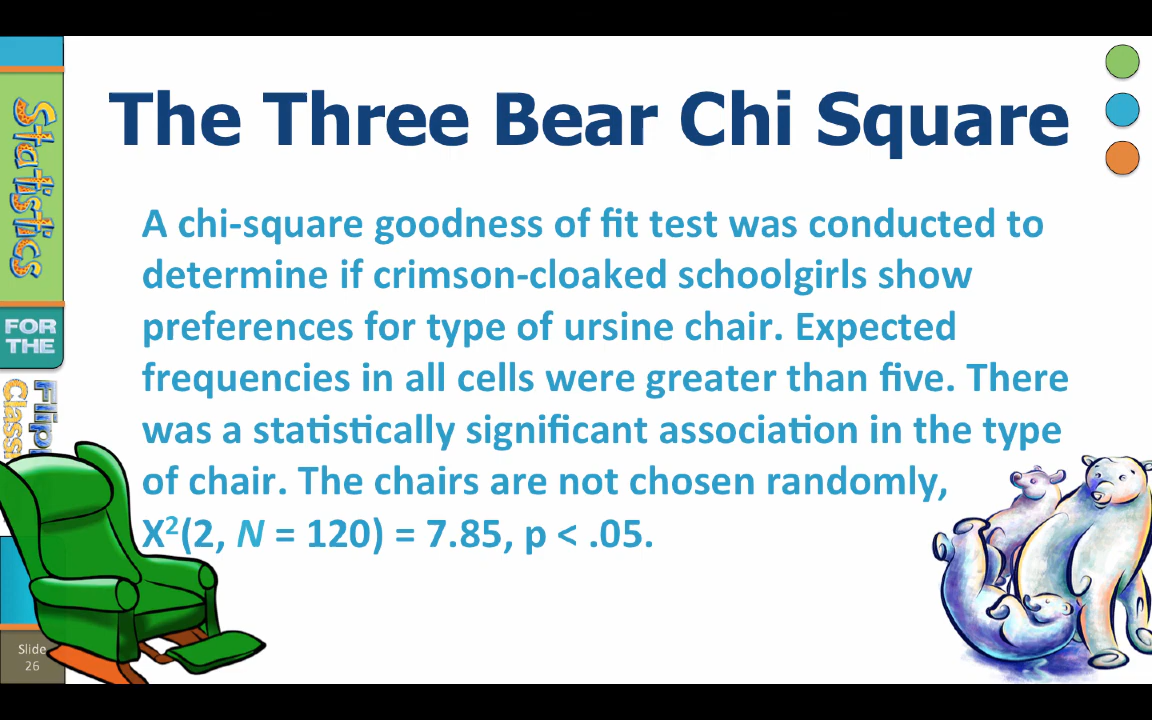 The Three Bear Chi Square
A chi-square goodness of fit test was conducted to
determine if crimson-cloaked schoolgirls show
preferences for type of ursine chair. Expected
frequencies in all cells were greater than five. There
was a statistically significant association in the type
of chair. The chairs are not chosen randomly,
X²(2, N = 120) = 7.85, p < .05.
Statistics
FOR
THE
Slide
26